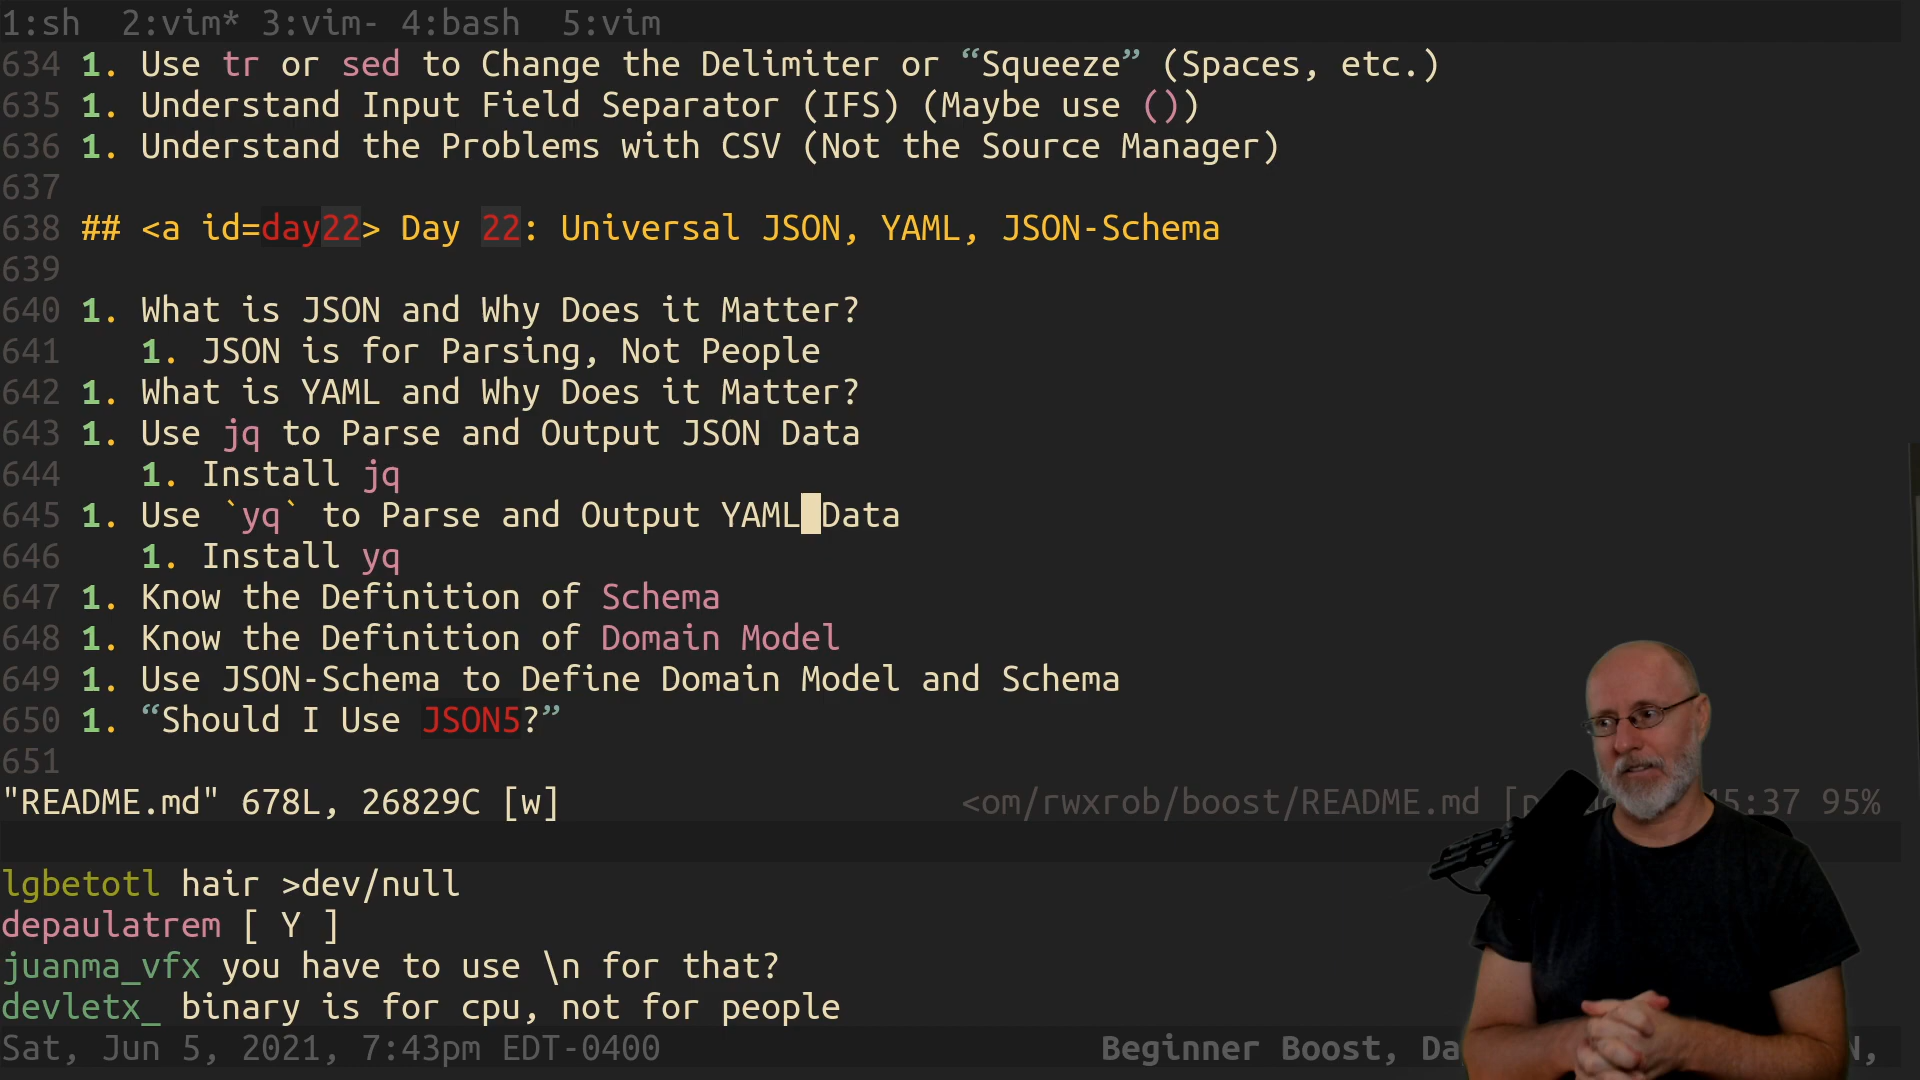 1:sh 2:vim* 3:vim- 4:bash 5:vim
634 1. Use tr or sed to Change the Delimiter or “Squeeze” (Spaces, etc.)
635 1. Understand Input Field Separator (IFS) (Maybe use ())
636 1. Understand the Problems with CSV (Not the Source Manager)
637
638 ## <a id=day22> Day 22: Universal JSON, YAML, JSON-Schema
639
640 1. What is JSON and Why Does it Matter?
641 1. JSON is for Parsing, Not People
642 1. What is YAML and Why Does it Matter?
643 1. Use jq to Parse and Output JSON Data
644 1. Install jq
645 1. Use `yq` to Parse and Output YAML Data
646 1. Install yq
647 1. Know the Definition of Schema
648 1. Know the Definition of Domain Model
649 1. Use JSON-Schema to Define Domain Model and Schema
650 1. “Should I Use JSON5?”
651
"README.md" 678L, 26829C [w] <om/rwxrob/boost/README.md 45:37 95%
lgbetotl hair >dev/null
depaulatrem [ Y ]
juanma_vfx you have to use \n for that?
devletx_ binary is for cpu, not for people
Sat, Jun 5, 2021, 7:43pm EDT-0400 Beginner Boost,